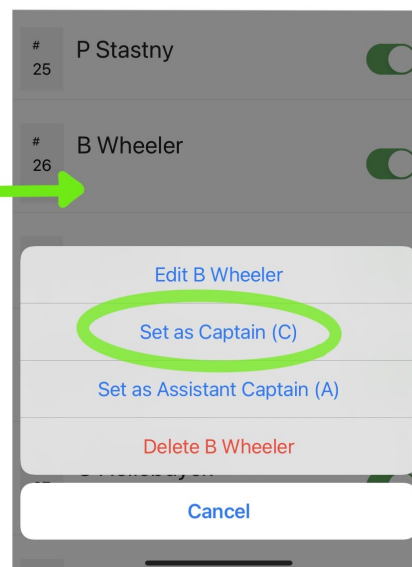 #
25
P Stastny
#
26
B Wheeler
Edit B Wheeler
Set as Captain (C)
Set as Assistant Captain (A)
Delete B Wheeler
Cancel